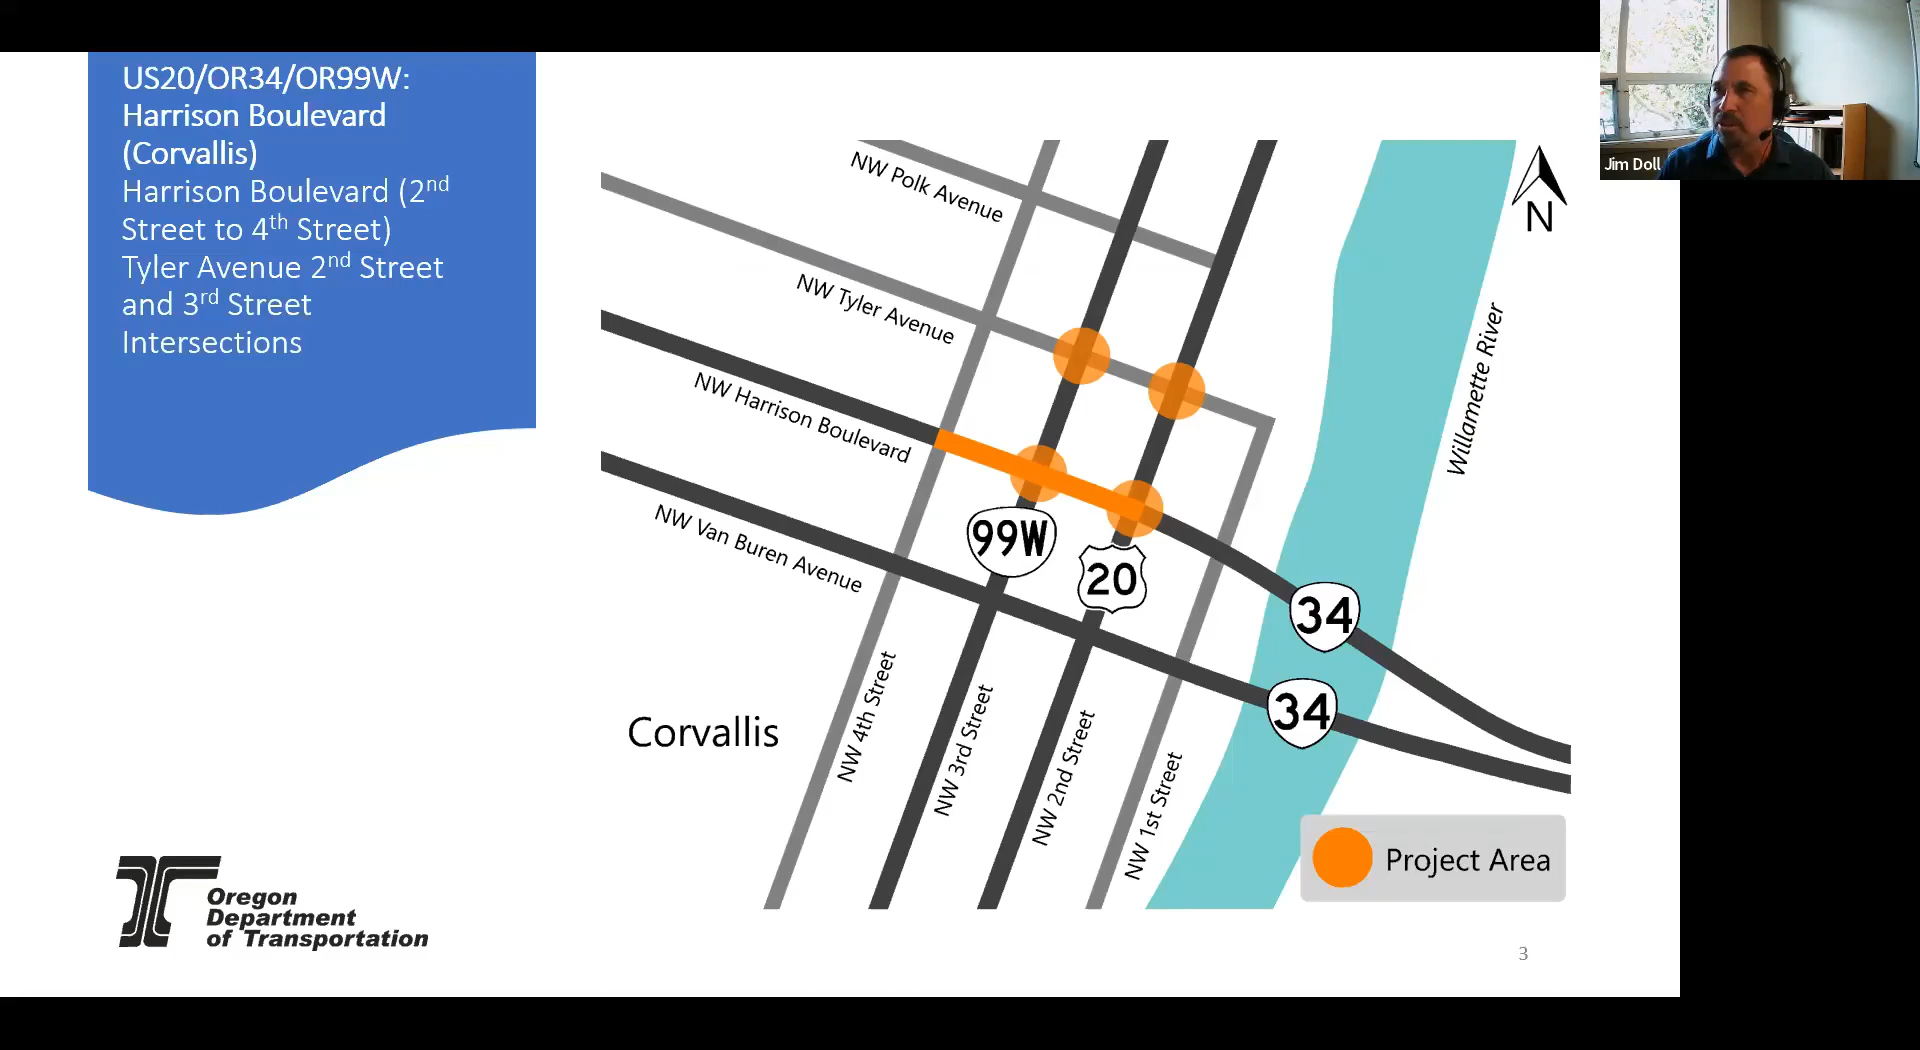 US20/OR34/OR99W:
Harrison Boulevard
(Corvallis)
Harrison Boulevard (2nd
Street to 4th Street)
Tyler Avenue 2nd Street
and 3rd Street
Intersections
Jim Doll
N
NW Polk Avenue
NW Tyler Avenue
NW Harrison Boulevard
NW Van Buren Avenue
Willamette River
99W
20
34
34
NW 4th Street
NW 3rd Street
NW 2nd Street
NW 1st Street
Corvallis
Project Area
Oregon
Department
of Transportation
3